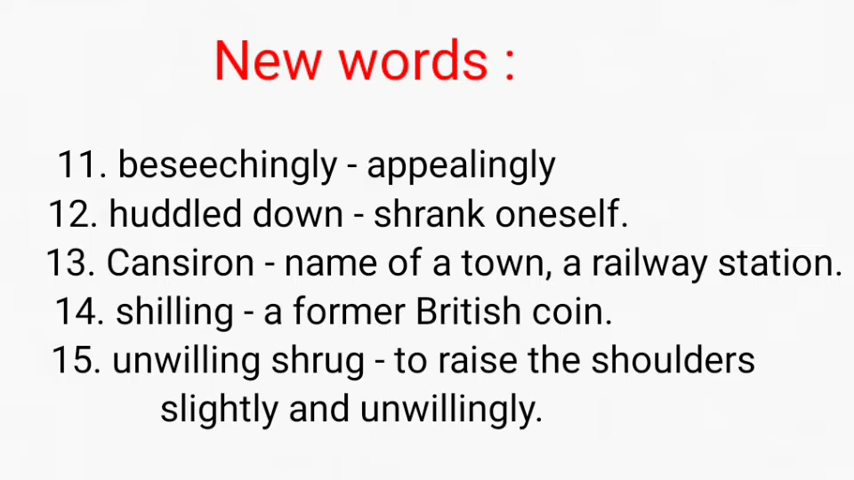 New words :
11. beseechingly - appealingly
12. huddled down - shrank oneself.
13. Cansiron - name of a town, a railway station.
14. shilling - a former British coin.
15. unwilling shrug - to raise the shoulders
slightly and unwillingly.